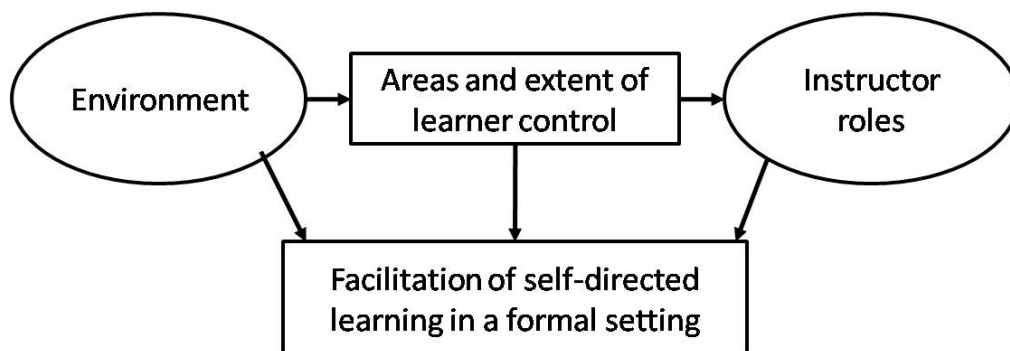 Environment
Areas and extent of
learner control
Instructor
roles
Facilitation of self-directed
learning in a formal setting